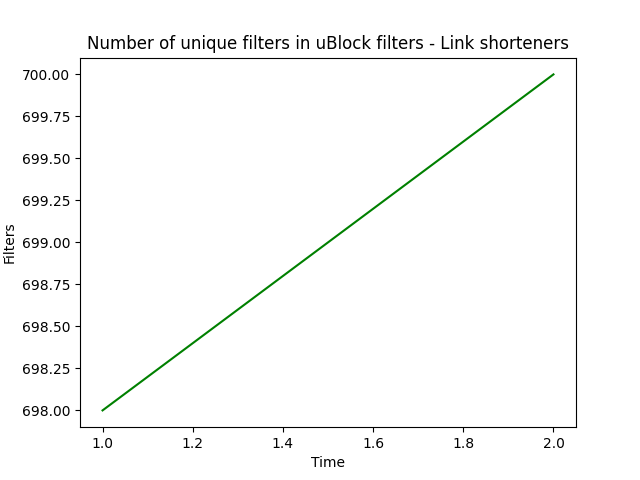 Number of unique filters in uBlock filters - Link shorteners
700.00
699.75
699.50
699.25
699.00
698.75
698.50
698.25
698.00
Filters
1.0 1.2 1.4 1.6 1.8 2.0
Time